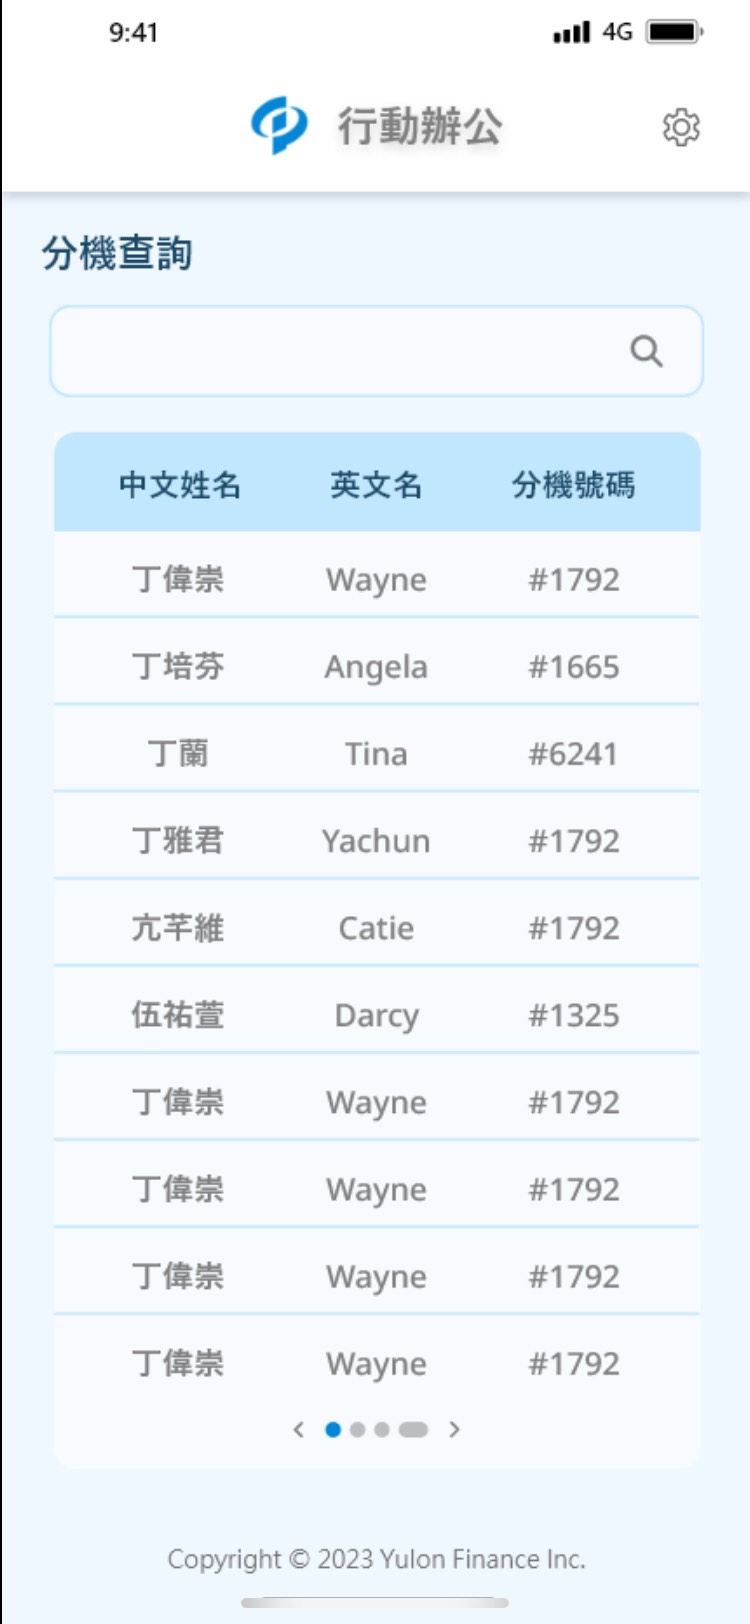 9:41 4G
行動辦公
分機查詢
中文姓名 英文名 分機號碼
丁偉崇 Wayne #1792
丁培芬 Angela #1665
丁蘭 Tina #6241
丁雅君 Yachun #1792
亢芊維 Catie #1792
伍祐萱 Darcy #1325
丁偉崇 Wayne #1792
丁偉崇 Wayne #1792
丁偉崇 Wayne #1792
丁偉崇 Wayne #1792
Copyright © 2023 Yulon Finance Inc.